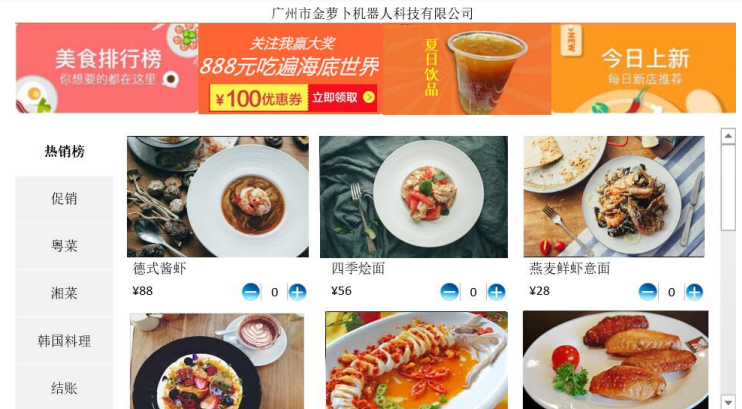 广州市金萝卜机器人科技有限公司
美食排行榜
你想要的都在这里
关注我赢大奖
888元吃遍海底世界
¥100优惠券
立即领取
夏日饮品
NEW
今日上新
每日新店推荐
热销榜
促销
粤菜
湘菜
韩国料理
结账
德式酱虾
¥88
0
四季烩面
¥56
0
燕麦鲜虾意面
¥28
0